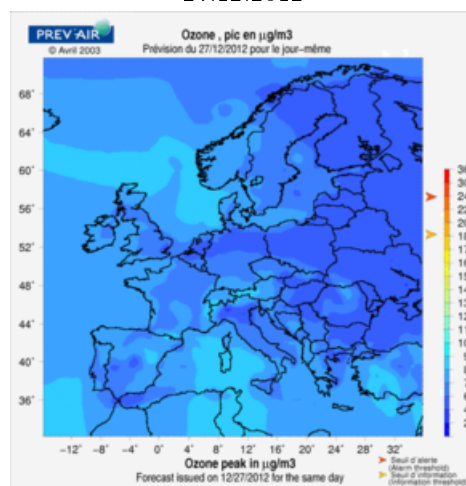 PREV'AIR
© Avril 2003
Ozone , pic en µg/m3
Prévision du 27/12/2012 pour le jour-même
68°
64°
60°
56°
52°
48°
44°
40°
36°
-12° -8° -4° 0° 4° 8° 12° 16° 20° 24° 28° 32°
Ozone peak in µg/m3
Forecast issued on 12/27/2012 for the same day
Seuil d'alerte
(Alarm threshold)
Seuil d'information
(Information threshold)